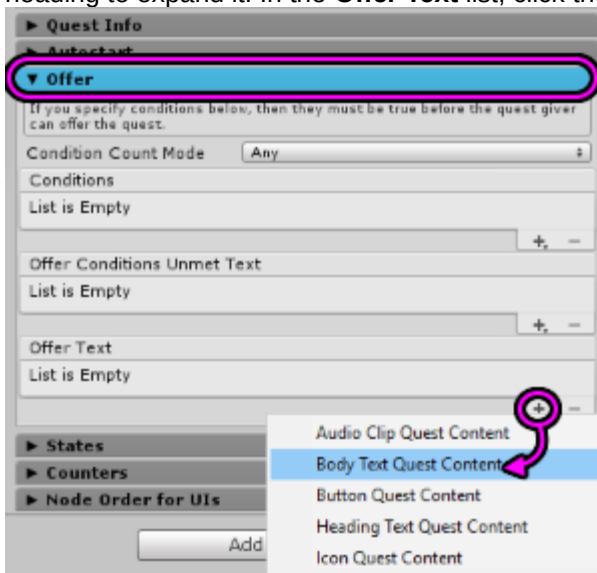 heading to expand it. In the Offer Text list, click th
▶ Quest Info
▶ Autostart
▼ Offer
If you specify conditions below, then they must be true before the quest giver
can offer the quest.
Condition Count Mode Any
Conditions
List is Empty
+, −
Offer Conditions Unmet Text
List is Empty
+, −
Offer Text
List is Empty
+ −
Audio Clip Quest Content
▶ States
Body Text Quest Content
▶ Counters
Button Quest Content
▶ Node Order for UIs
Heading Text Quest Content
Add
Icon Quest Content